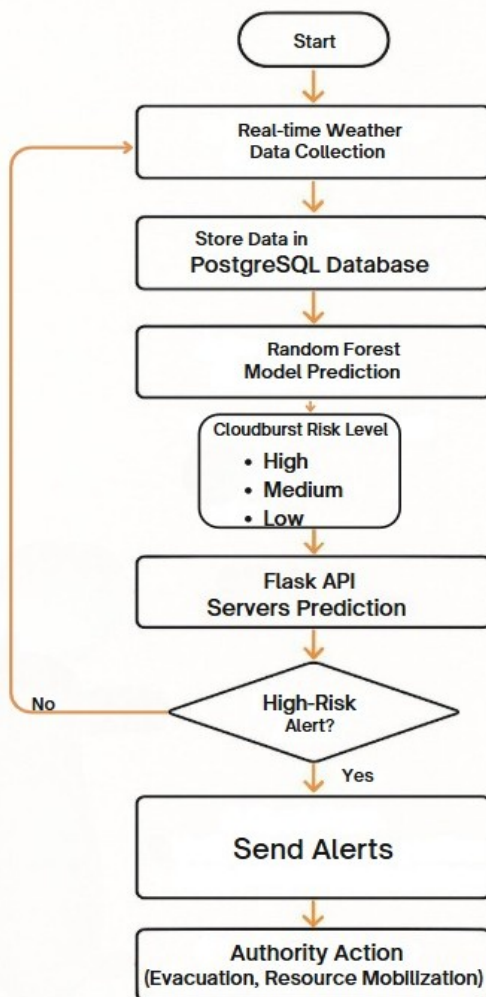 Start
Real-time Weather
Data Collection
Store Data in
PostgreSQL Database
Random Forest
Model Prediction
Cloudburst Risk Level
• High
• Medium
• Low
Flask API
Servers Prediction
High-Risk
Alert?
No
Yes
Send Alerts
Authority Action
(Evacuation, Resource Mobilization)